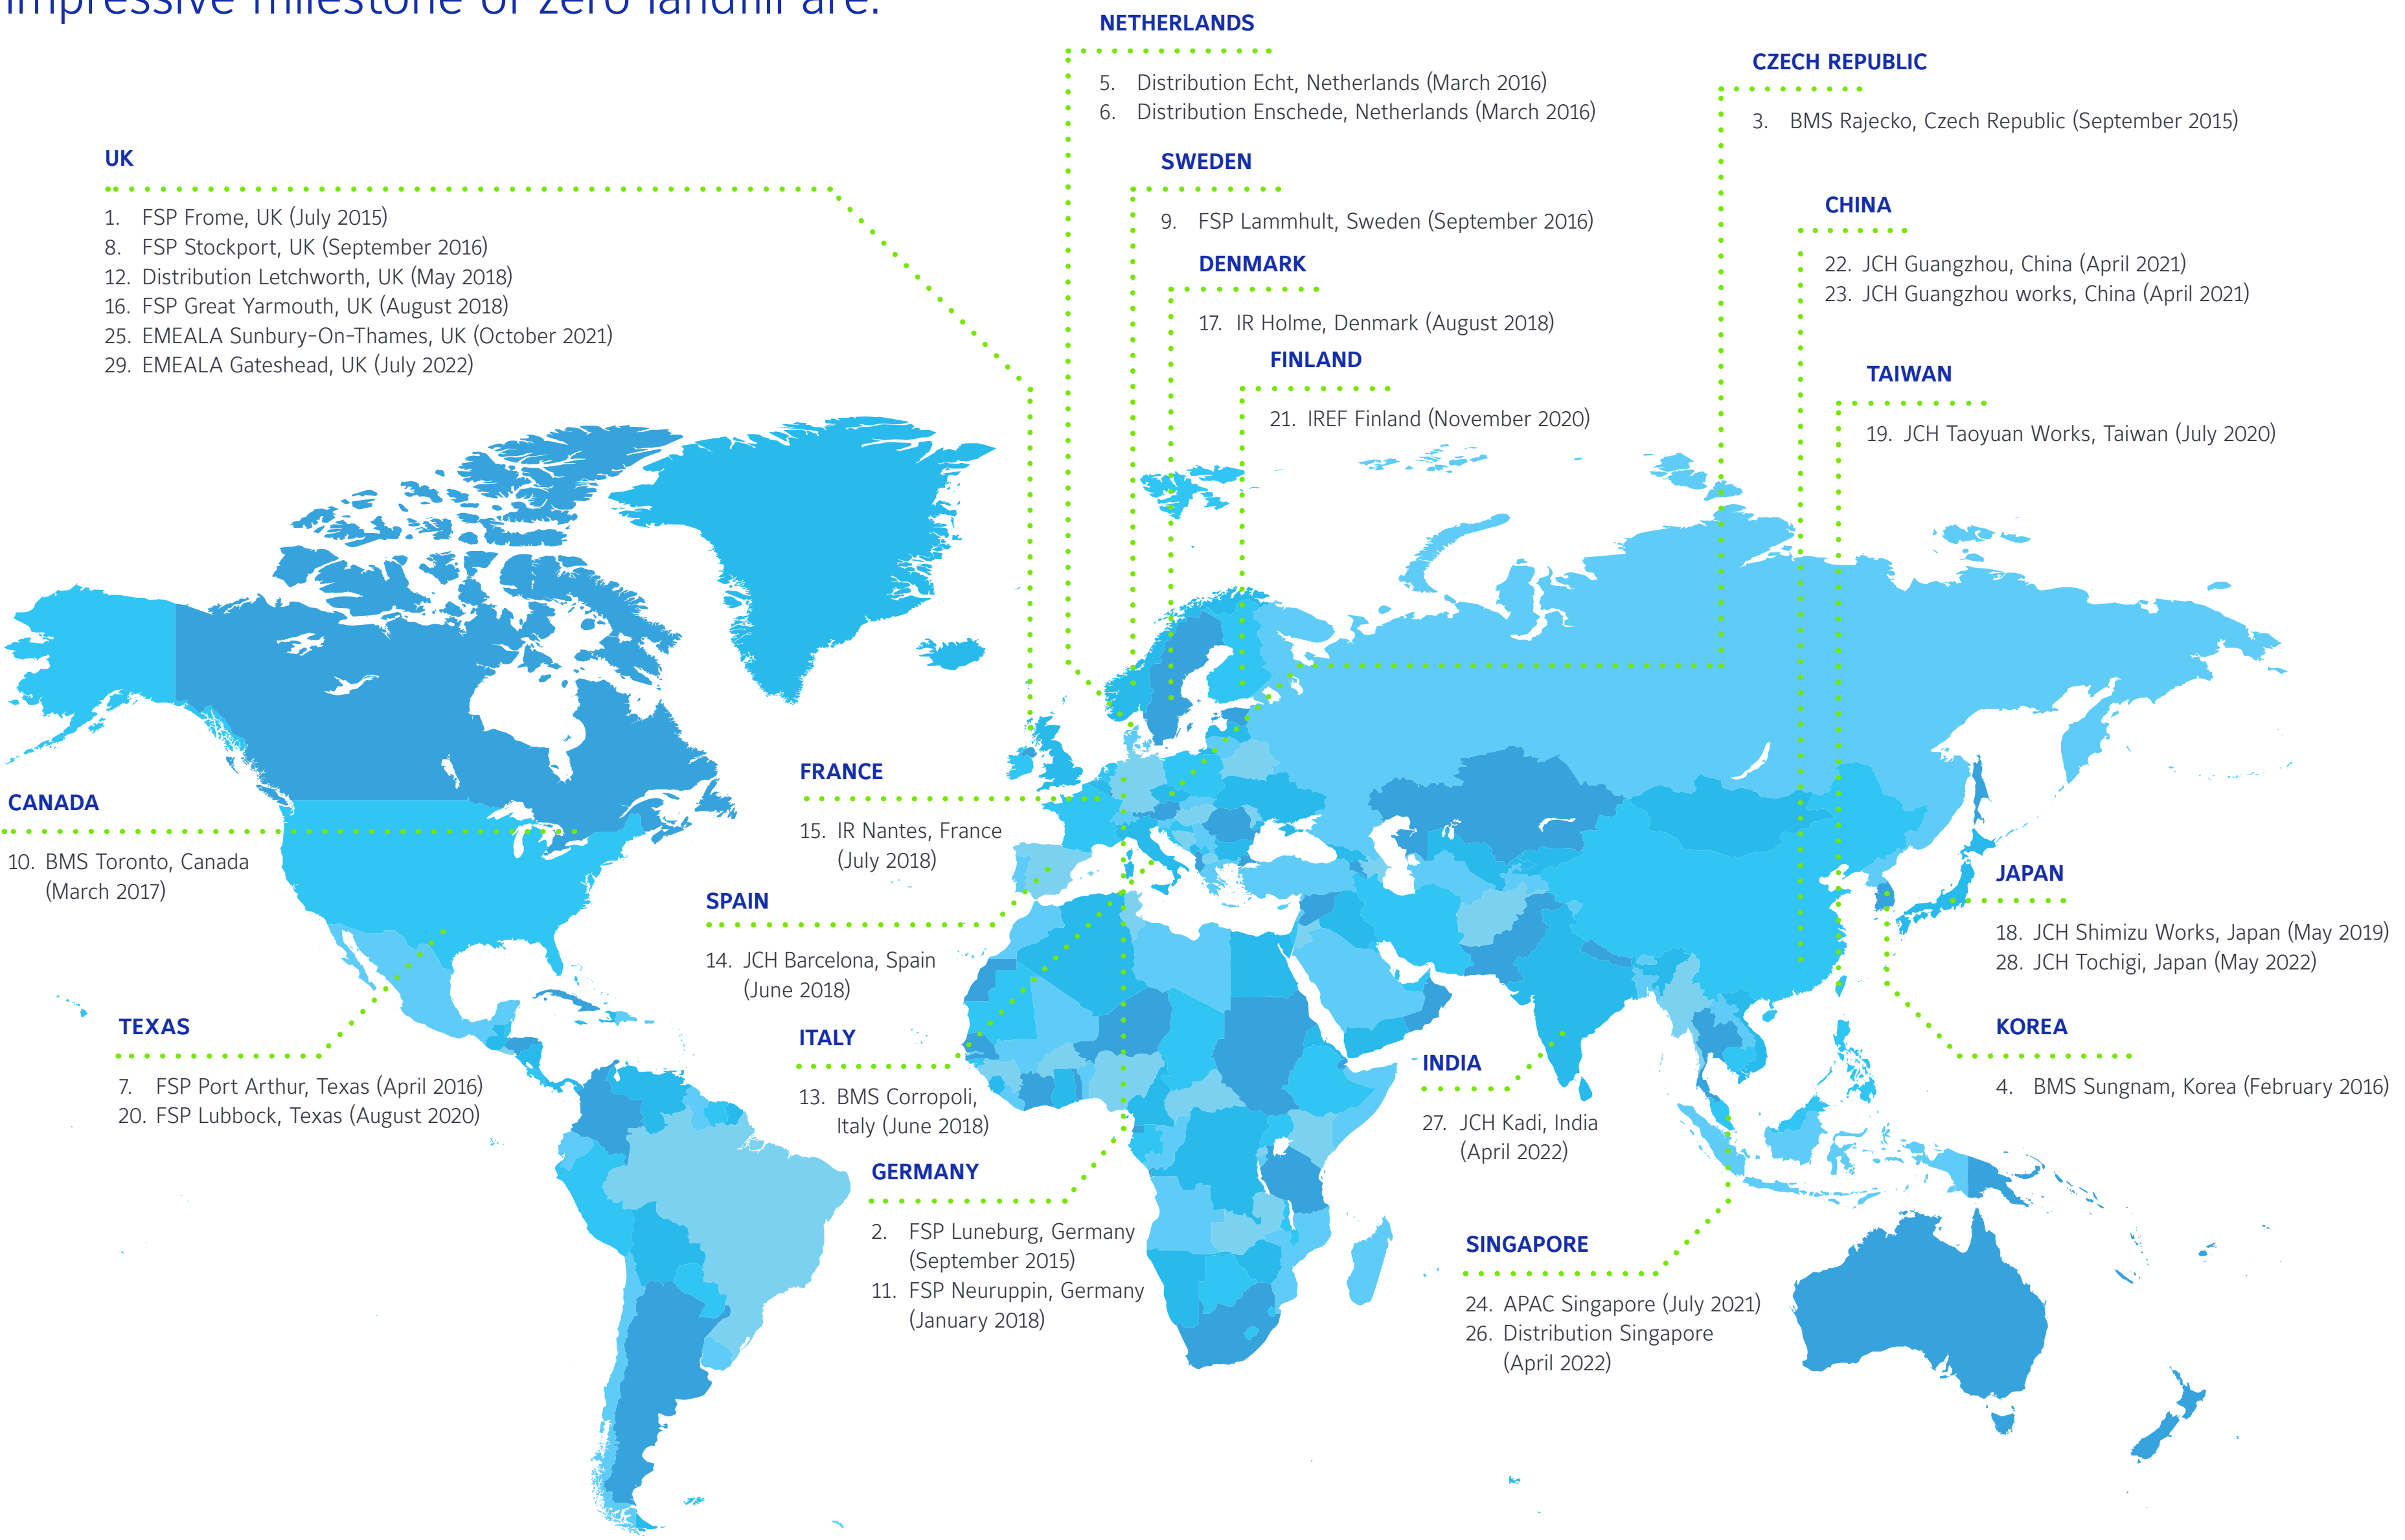 impressive milestone of zero landfill are:
NETHERLANDS
5. Distribution Echt, Netherlands (March 2016)
6. Distribution Enschede, Netherlands (March 2016)
CZECH REPUBLIC
3. BMS Rajecko, Czech Republic (September 2015)
UK
1. FSP Frome, UK (July 2015)
8. FSP Stockport, UK (September 2016)
12. Distribution Letchworth, UK (May 2018)
16. FSP Great Yarmouth, UK (August 2018)
25. EMEALA Sunbury-On-Thames, UK (October 2021)
29. EMEALA Gateshead, UK (July 2022)
SWEDEN
9. FSP Lammhult, Sweden (September 2016)
DENMARK
17. IR Holme, Denmark (August 2018)
FINLAND
21. IREF Finland (November 2020)
CHINA
22. JCH Guangzhou, China (April 2021)
23. JCH Guangzhou works, China (April 2021)
TAIWAN
19. JCH Taoyuan Works, Taiwan (July 2020)
CANADA
10. BMS Toronto, Canada
(March 2017)
FRANCE
15. IR Nantes, France
(July 2018)
SPAIN
14. JCH Barcelona, Spain
(June 2018)
JAPAN
18. JCH Shimizu Works, Japan (May 2019)
28. JCH Tochigi, Japan (May 2022)
TEXAS
7. FSP Port Arthur, Texas (April 2016)
20. FSP Lubbock, Texas (August 2020)
ITALY
13. BMS Corropoli,
Italy (June 2018)
INDIA
27. JCH Kadi, India
(April 2022)
KOREA
4. BMS Sungnam, Korea (February 2016)
GERMANY
2. FSP Luneburg, Germany
(September 2015)
11. FSP Neuruppin, Germany
(January 2018)
SINGAPORE
24. APAC Singapore (July 2021)
26. Distribution Singapore
(April 2022)